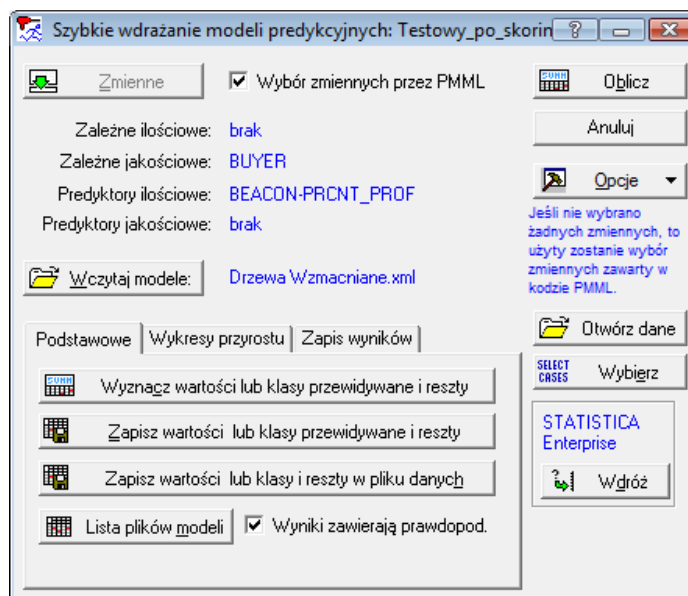 Szybkie wdrażanie modeli predykcyjnych: Testowy_po_skorin
Zmienne
Wybór zmiennych przez PMML
Oblicz
Anuluj
Zależne ilościowe: brak
Zależne jakościowe: BUYER
Predyktory ilościowe: BEACON-PRCNT_PROF
Predyktory jakościowe: brak
Opcje
Jeśli nie wybrano
żadnych zmiennych, to
użyty zostanie wybór
zmiennych zawarty w
kodzie PMML.
Wczytaj modele: Drzewa Wzmacniane.xml
Otwórz dane
SELECT
CASES
Wybierz
Podstawowe
Wykresy przyrostu
Zapis wyników
Wyznacz wartości lub klasy przewidywane i reszty
Zapisz wartości lub klasy przewidywane i reszty
Zapisz wartości lub klasy i reszty w pliku danych
Lista plików modeli
Wyniki zawierają prawdopod.
STATISTICA
Enterprise
Wdróż